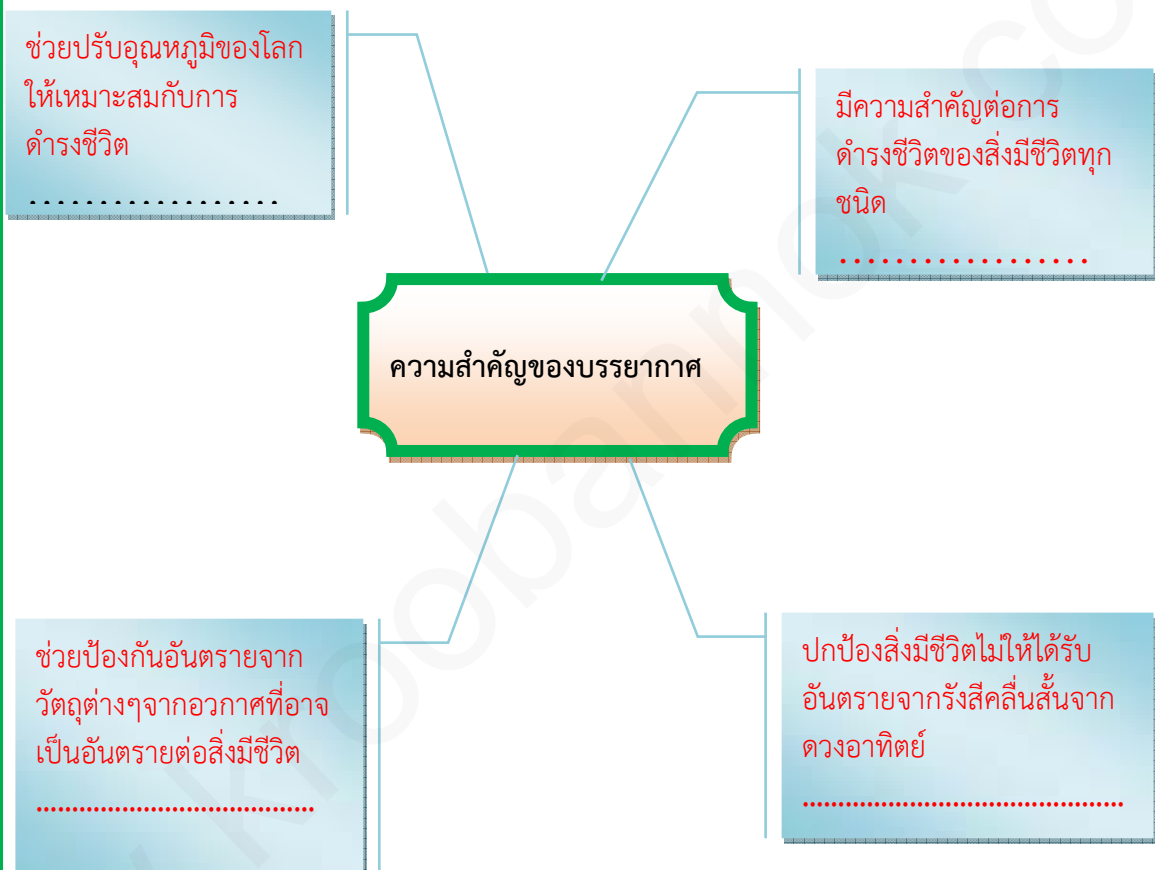 ช่วยปรับอุณหภูมิของโลก
ให้เหมาะสมกับการ
ดำรงชีวิต
..................
มีความสำคัญต่อการ
ดำรงชีวิตของสิ่งมีชีวิตทุก
ชนิด
..................
ความสำคัญของบรรยากาศ
ช่วยป้องกันอันตรายจาก
วัตถุต่างๆจากอวกาศที่อาจ
เป็นอันตรายต่อสิ่งมีชีวิต
.......................................
ปกป้องสิ่งมีชีวิตไม่ให้ได้รับ
อันตรายจากรังสีคลื่นสั้นจาก
ดวงอาทิตย์
.............................................